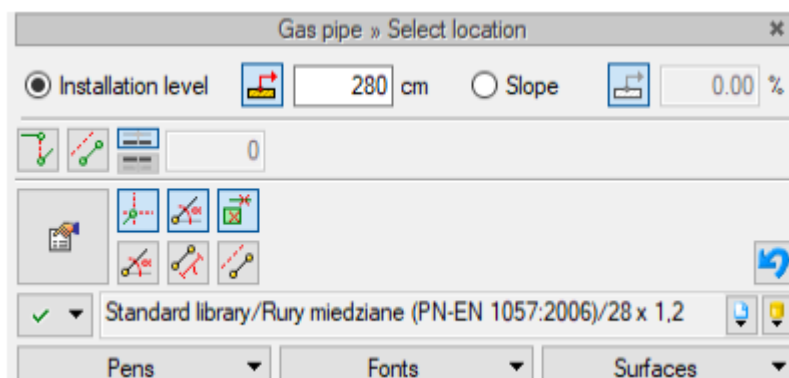 Gas pipe » Select location
Installation level 280 cm Slope 0.00 %
0
Standard library/Rury miedziane (PN-EN 1057:2006)/28 x 1,2
Pens Fonts Surfaces